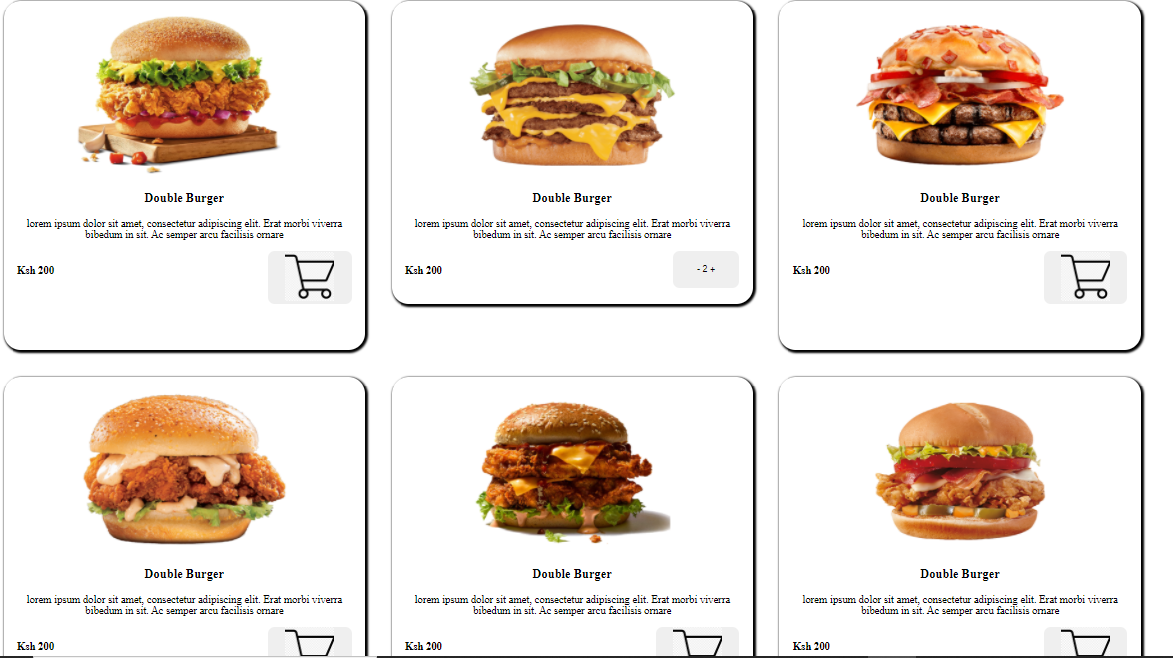 Double Burger
lorem ipsum dolor sit amet, consectetur adipiscing elit. Erat morbi viverra
bibedum in sit. Ac semper arcu facilisis ornare
Ksh 200
Double Burger
lorem ipsum dolor sit amet, consectetur adipiscing elit. Erat morbi viverra
bibedum in sit. Ac semper arcu facilisis ornare
Ksh 200
- 2 +
Double Burger
lorem ipsum dolor sit amet, consectetur adipiscing elit. Erat morbi viverra
bibedum in sit. Ac semper arcu facilisis ornare
Ksh 200
Double Burger
lorem ipsum dolor sit amet, consectetur adipiscing elit. Erat morbi viverra
bibedum in sit. Ac semper arcu facilisis ornare
Ksh 200
Double Burger
lorem ipsum dolor sit amet, consectetur adipiscing elit. Erat morbi viverra
bibedum in sit. Ac semper arcu facilisis ornare
Ksh 200
Double Burger
lorem ipsum dolor sit amet, consectetur adipiscing elit. Erat morbi viverra
bibedum in sit. Ac semper arcu facilisis ornare
Ksh 200